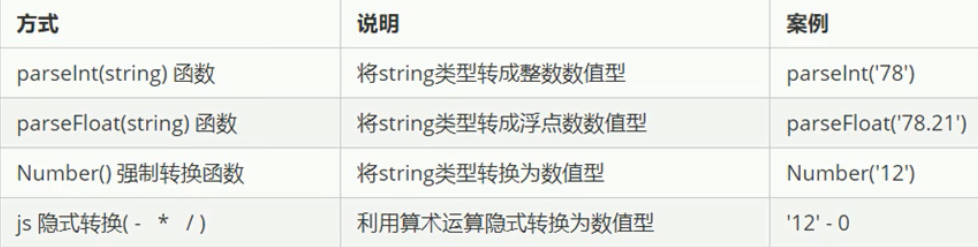 方式 说明 案例
parseInt(string) 函数 将string类型转成整数数值型 parseInt('78')
parseFloat(string) 函数 将string类型转成浮点数数值型 parseFloat('78.21')
Number() 强制转换函数 将string类型转换为数值型 Number('12')
js 隐式转换( - * / ) 利用算术运算隐式转换为数值型 '12' - 0